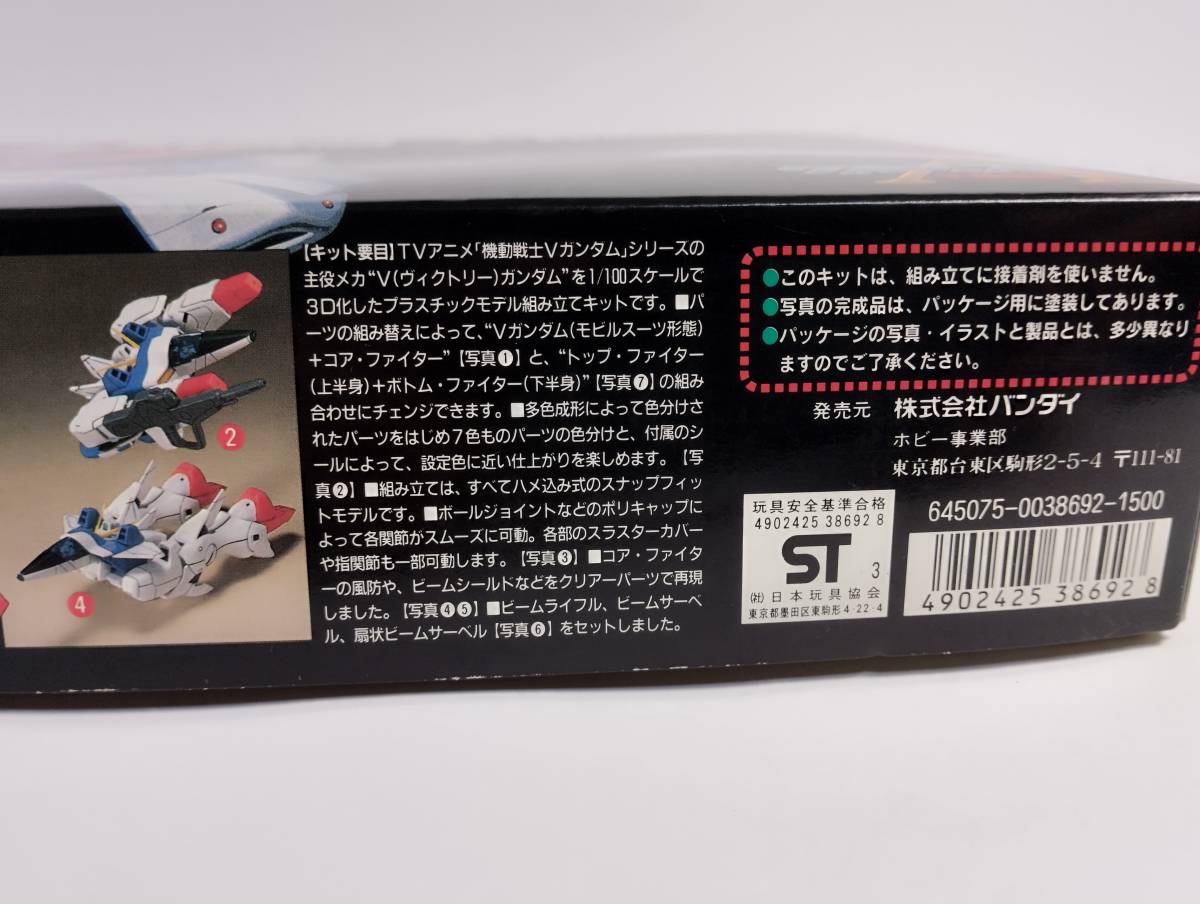 【キット要目】TVアニメ「機動戦士Vガンダム」シリーズの
主役メカ“V(ヴィクトリー)ガンダム”を1/100スケールで
3D化したプラスチックモデル組み立てキットです。■パ
ーツの組み替えによって、“Vガンダム(モビルスーツ形態)
+コア・ファイター”【写真❶】と、“トップ・ファイター
(上半身)+ボトム・ファイター(下半身)”【写真❼】の組み
合わせにチェンジできます。■多色成形によって色分けさ
れたパーツをはじめ7色ものパーツの色分けと、付属のシ
ールによって、設定色に近い仕上がりを楽しめます。【写
真❷】■組み立ては、すべてハメ込み式のスナップフィッ
トモデルです。■ボールジョイントなどのポリキャップに
よって各関節がスムーズに可動。各部のスラスターカバー
や指関節も一部可動します。【写真❸】■コア・ファイタ
ーの風防や、ビームシールドなどをクリアーパーツで再現
しました。【写真❹❺】■ビームライフル、ビームサーベ
ル、扇状ビームサーベル【写真❻】をセットしました。
2
4
●このキットは、組み立てに接着剤を使いません。
●写真の完成品は、パッケージ用に塗装してあります。
●パッケージの写真・イラストと製品とは、多少異なり
ますのでご了承ください。
発売元 株式会社バンダイ
ホビー事業部
東京都台東区駒形2-5-4 〒111-81
玩具安全基準合格
4902425 38692 8
ST 3
(社)日本玩具協会
東京都墨田区東駒形4-22-4
645075-0038692-1500
4902425 386928